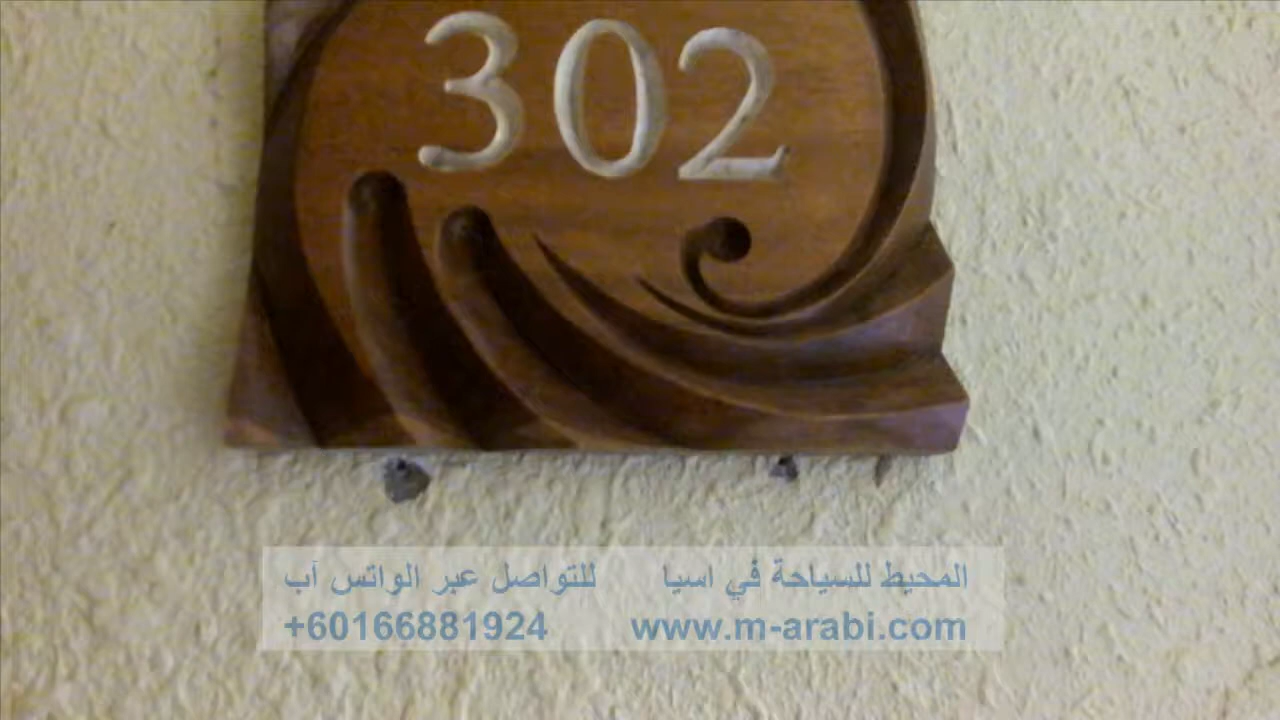 302
المحيط للسياحة في اسيا للتواصل عبر الواتس آب
+60166881924 www.m-arabi.com